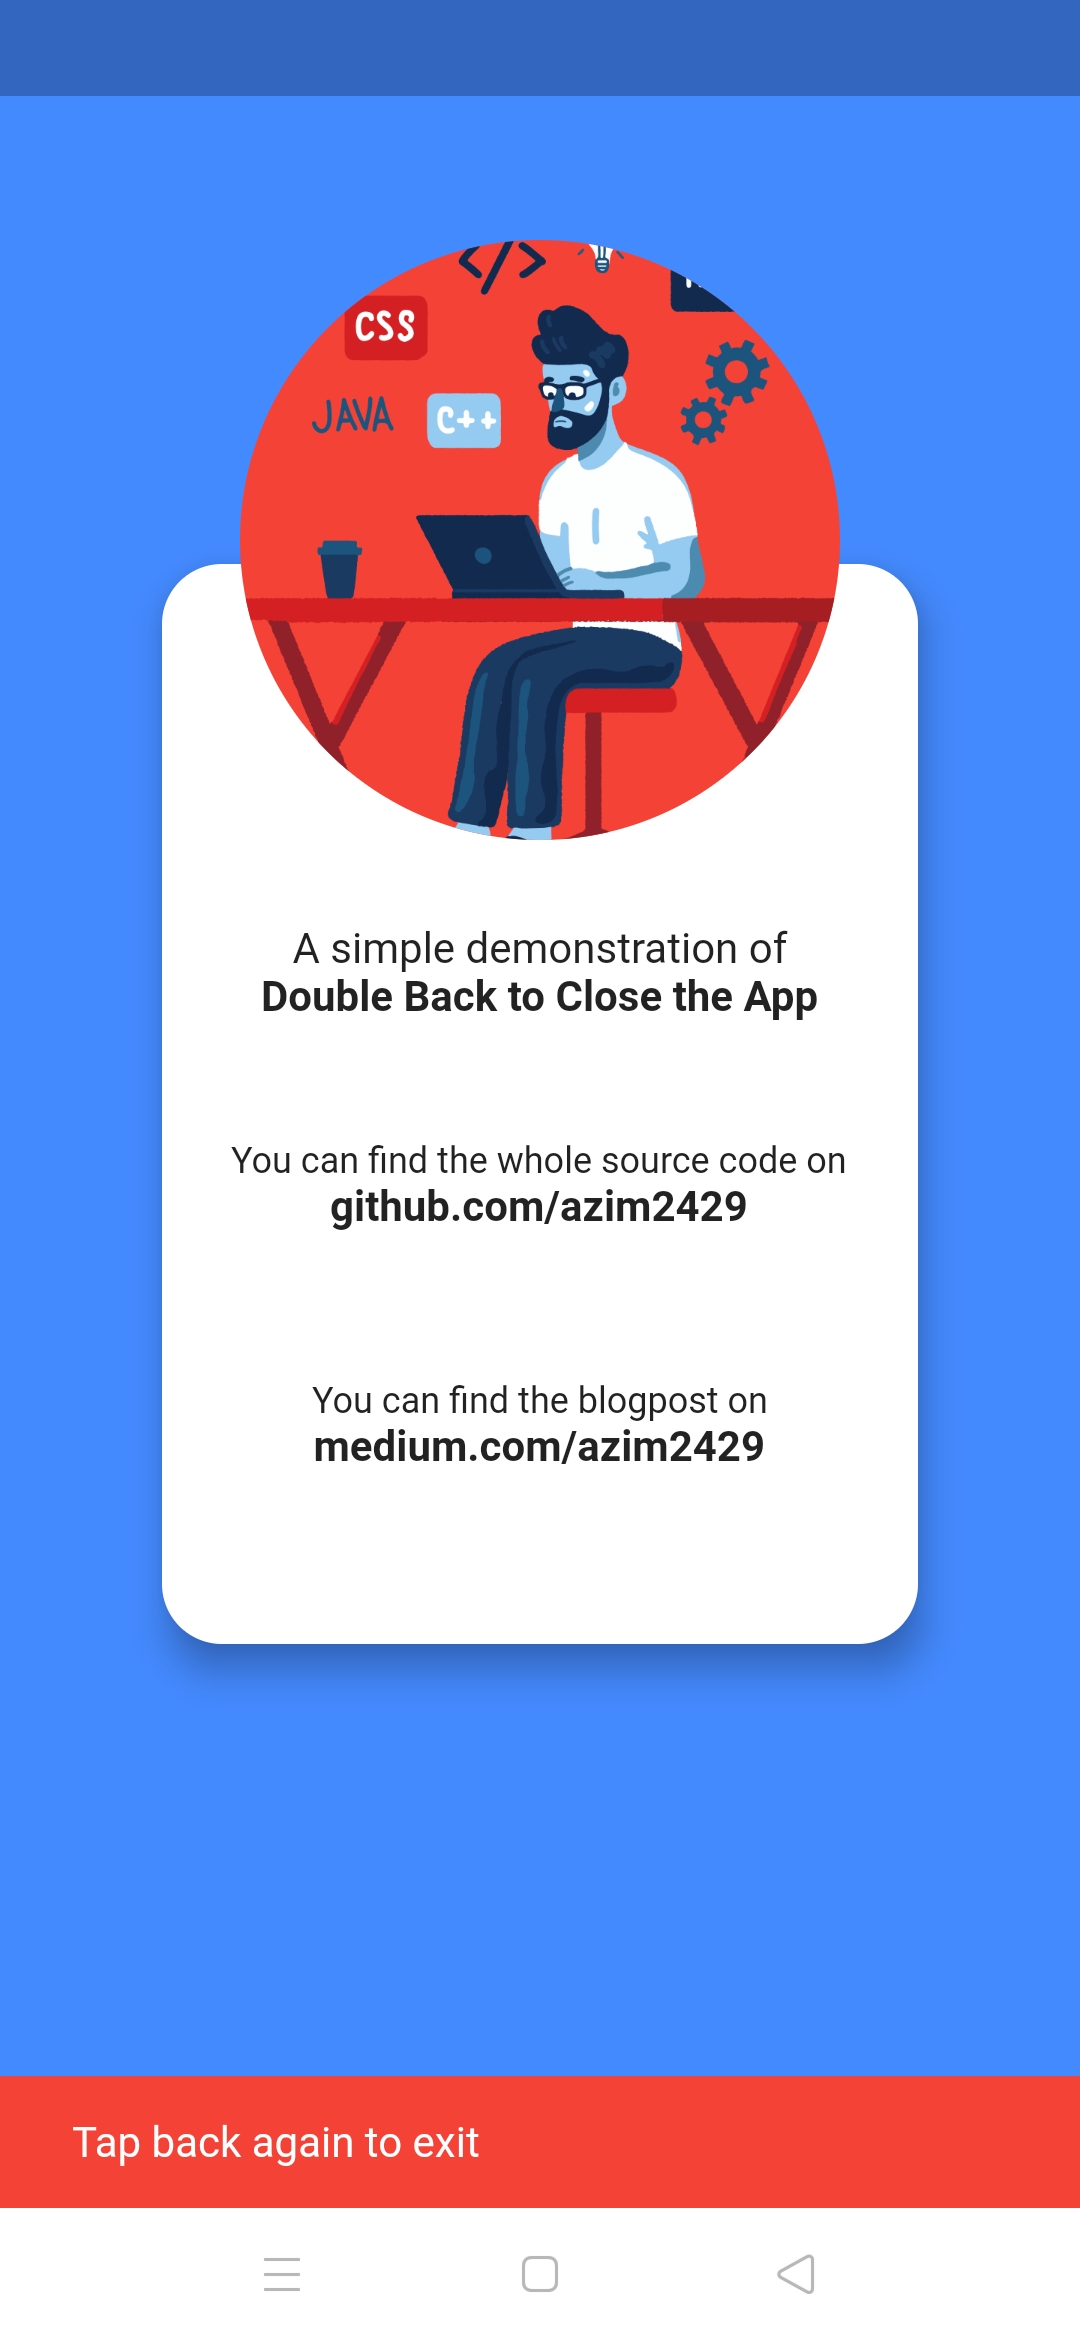 </>
CSS
JAVA
C++
A simple demonstration of
Double Back to Close the App
You can find the whole source code on
github.com/azim2429
You can find the blogpost on
medium.com/azim2429
Tap back again to exit